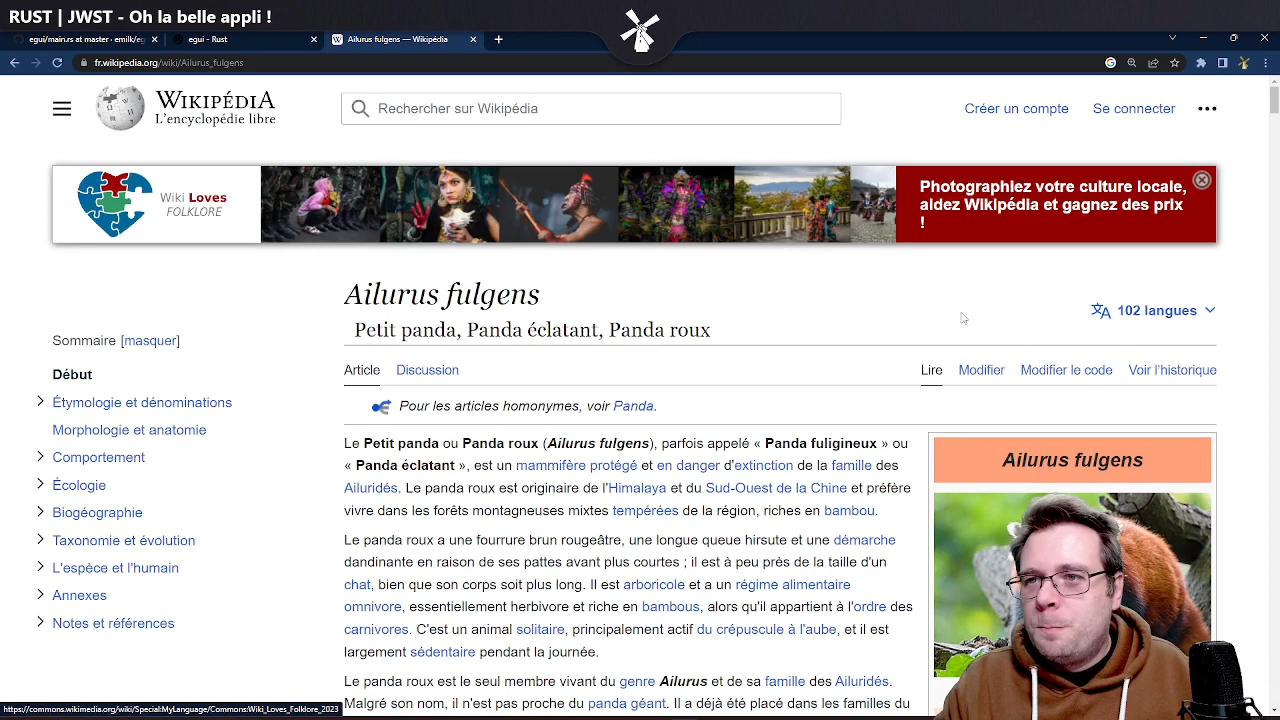 RUST | JWST - Oh la belle appli !
egui/main.rs at master · emilk/eg
egui - Rust
Ailurus fulgens — Wikipédia
fr.wikipedia.org/wiki/Ailurus_fulgens
WIKIPÉDIA
L'encyclopédie libre
Rechercher sur Wikipédia
Créer un compte
Se connecter
Wiki Loves
FOLKLORE
Photographiez votre culture locale,
aidez Wikipédia et gagnez des prix
!
Ailurus fulgens
Petit panda, Panda éclatant, Panda roux
102 langues
Sommaire [masquer]
Début
Étymologie et dénominations
Morphologie et anatomie
Comportement
Écologie
Biogéographie
Taxonomie et évolution
L'espèce et l'humain
Annexes
Notes et références
Article Discussion
Lire Modifier Modifier le code Voir l'historique
Pour les articles homonymes, voir Panda.
Le Petit panda ou Panda roux (Ailurus fulgens), parfois appelé « Panda fuligineux » ou
« Panda éclatant », est un mammifère protégé et en danger d'extinction de la famille des
Ailuridés. Le panda roux est originaire de l'Himalaya et du Sud-Ouest de la Chine et préfère
vivre dans les forêts montagneuses mixtes tempérées de la région, riches en bambou.
Le panda roux a une fourrure brun rougeâtre, une longue queue hirsute et une démarche
dandinante en raison de ses pattes avant plus courtes ; il est à peu près de la taille d'un
chat, bien que son corps soit plus long. Il est arboricole et a un régime alimentaire
omnivore, essentiellement herbivore et riche en bambous, alors qu'il appartient à l'ordre des
carnivores. C'est un animal solitaire, principalement actif du crépuscule à l'aube, et il est
largement sédentaire pendant la journée.
Le panda roux est le seul membre vivant du genre Ailurus et de sa famille des Ailuridés.
Malgré son nom, il n'est pas proche du panda géant. Il a déjà été placé dans les familles du
Ailurus fulgens
https://commons.wikimedia.org/wiki/Special:MyLanguage/Commons:Wiki_Loves_Folklore_2023